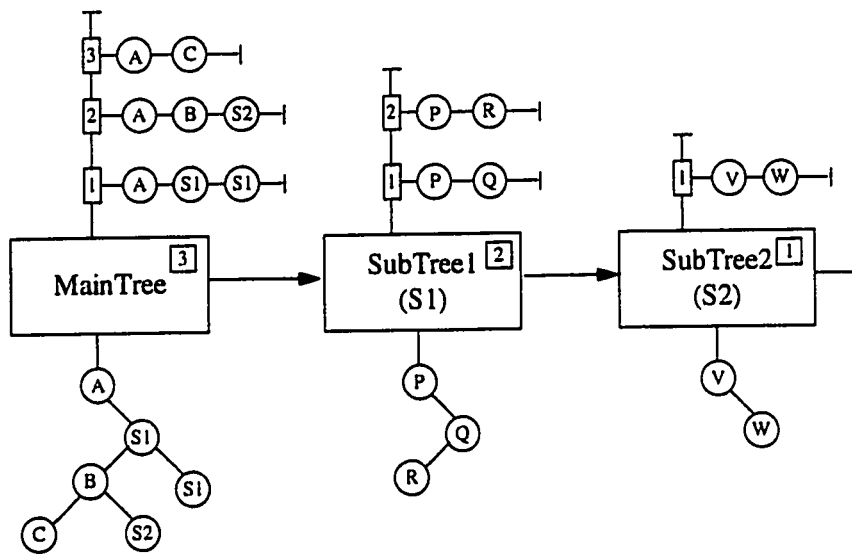 3 A C
2 A B S2
1 A S1 S1
2 P R
1 P Q
1 V W
MainTree 3
SubTree1 2
(S1)
SubTree2 1
(S2)
A
S1
B S1
C S2
P
Q
R
V
W